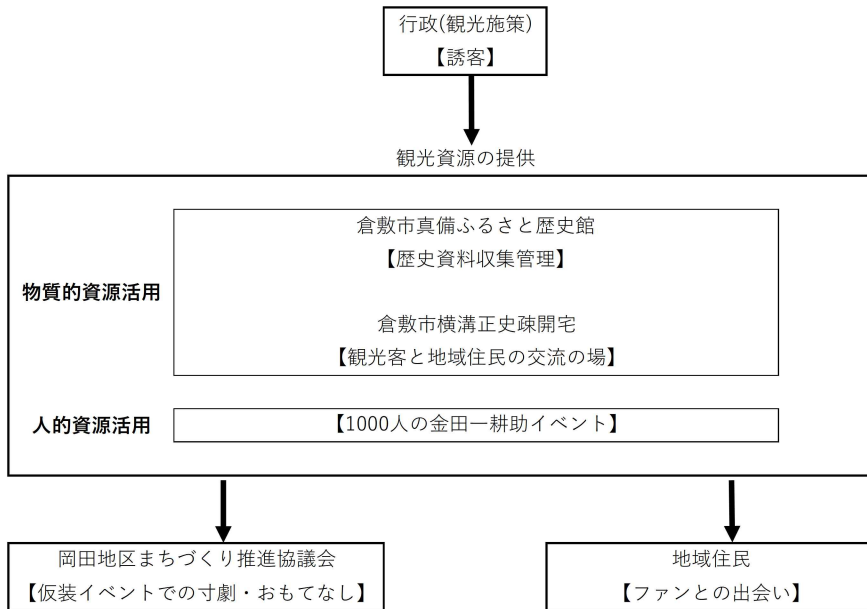 行政(観光施策)
【誘客】
観光資源の提供
倉敷市真備ふるさと歴史館
【歴史資料収集管理】
物質的資源活用
倉敷市横溝正史疎開宅
【観光客と地域住民の交流の場】
人的資源活用
【1000人の金田一耕助イベント】
岡田地区まちづくり推進協議会
【仮装イベントでの寸劇・おもてなし】
地域住民
【ファンとの出会い】